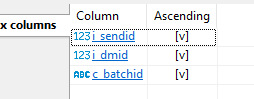 Column Ascending
x columns
123 i_sendid [v]
123 i_dmid [v]
ABC c_batchid [v]